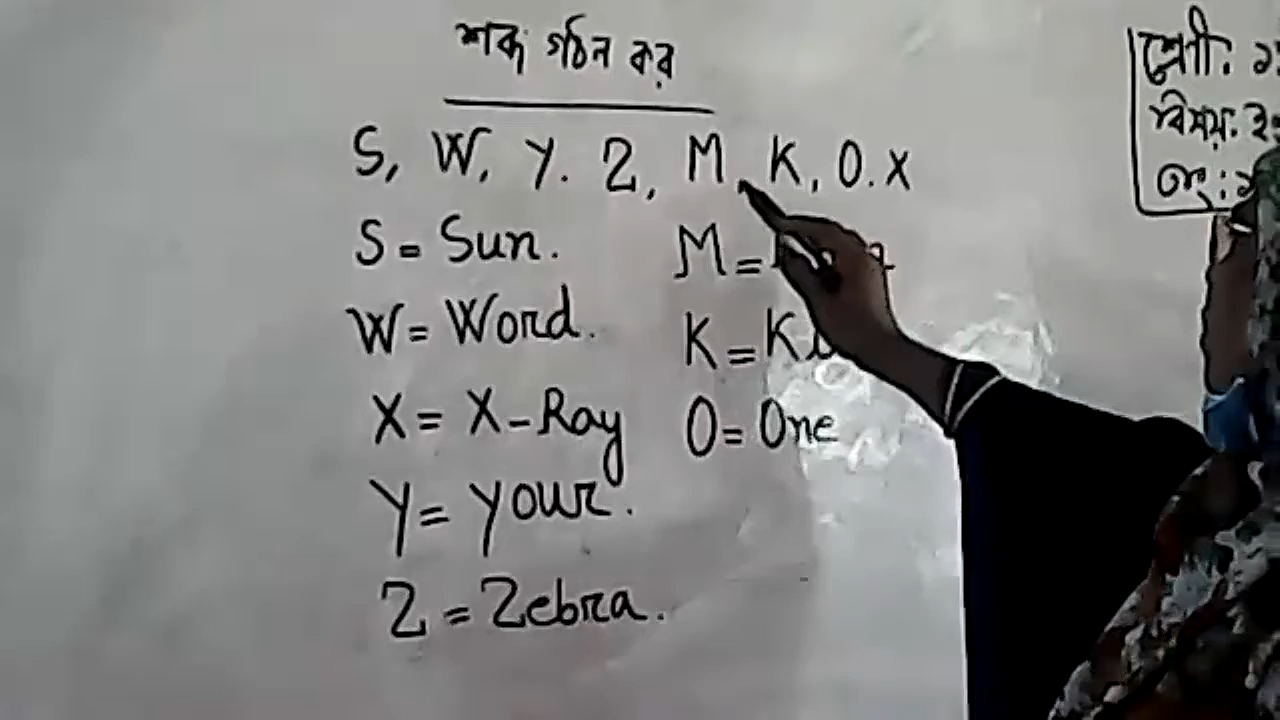 শব্দ গঠন কর
S, W, Y. Z, M, K, O. X
S = Sun.
W = Word.
X = X-Ray
Y = your.
Z = Zebra.
M =
K =
O = One
শ্রেণী:
বিষয়: